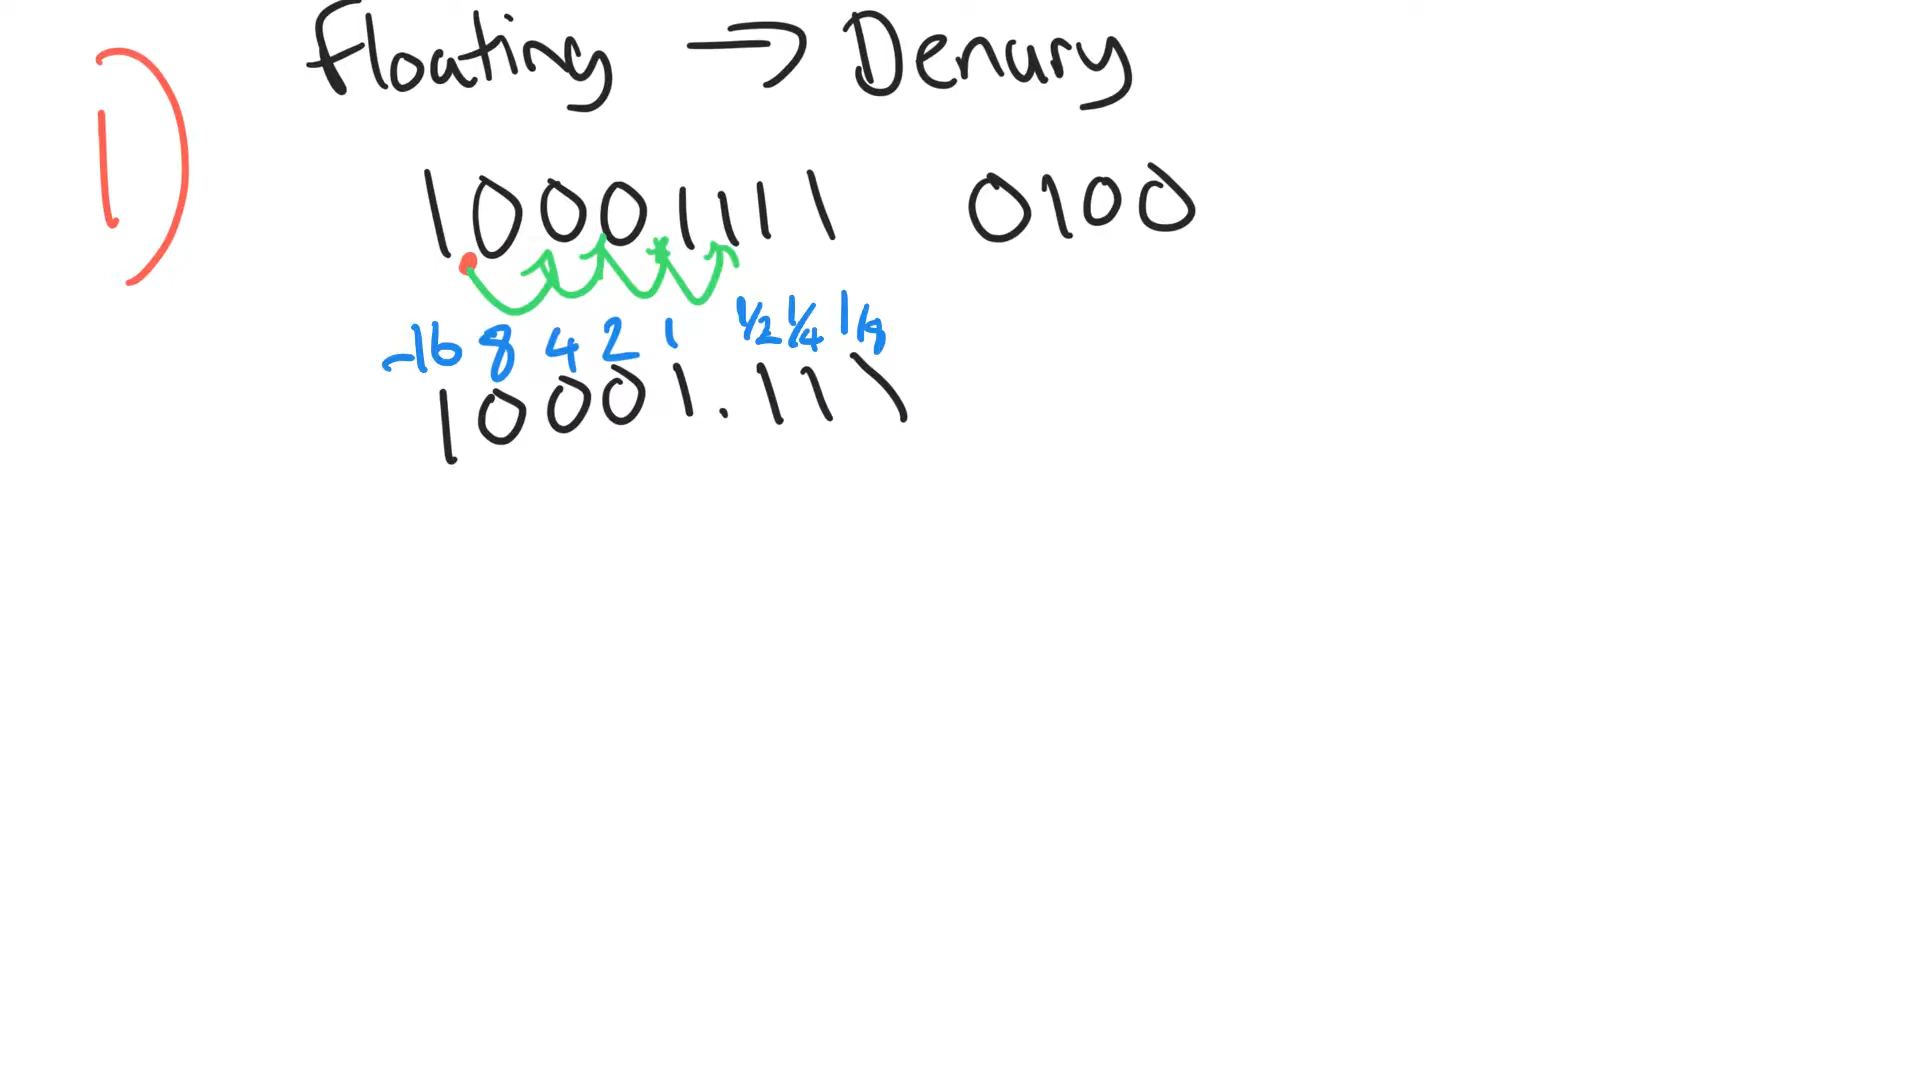 1) Floating → Denary
10001111 0100
-16 8 4 2 1 1/2 1/4 1/8
10001.111